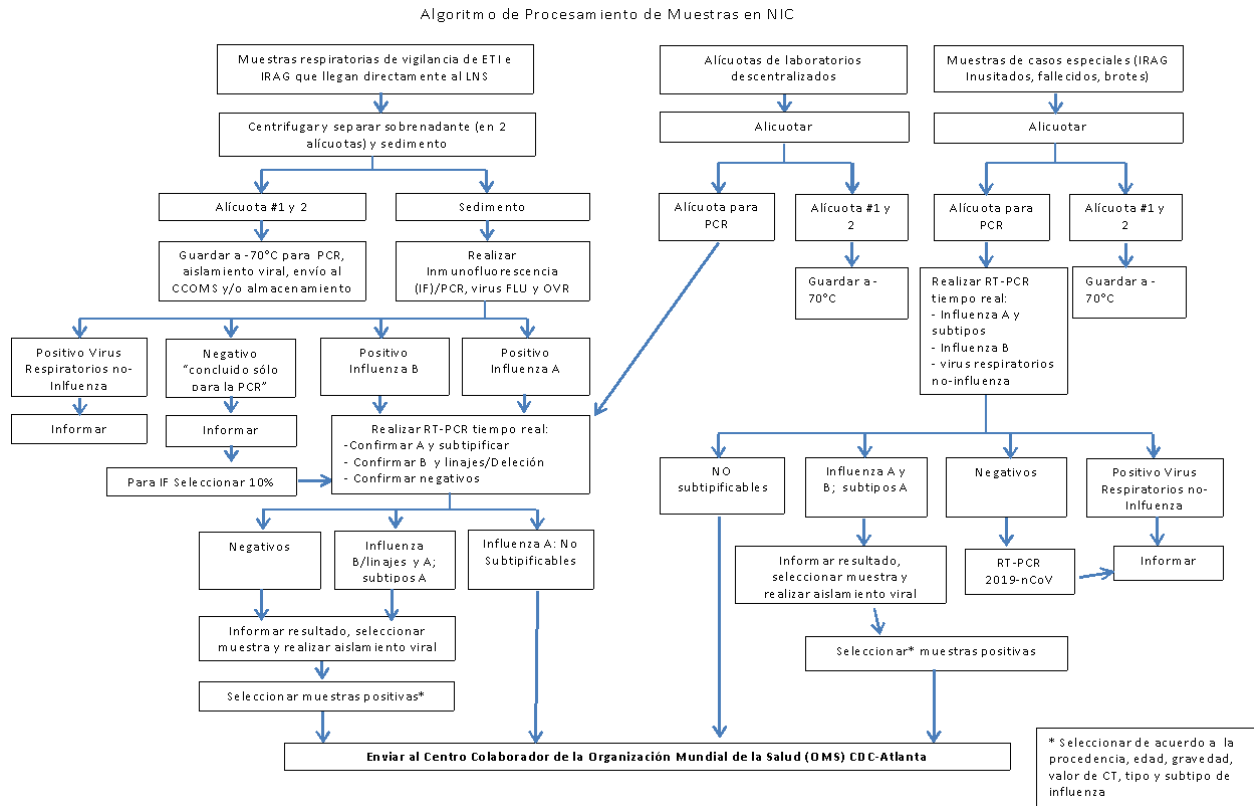 Algoritmo de Procesamiento de Muestras en NIC
Muestras respiratorias de vigilancia de ETI e
IRAG que llegan directamente al LNS
Centrifugar y separar sobrenadante (en 2
alícuotas) y sedimento
Alícuota #1 y 2
Sedimento
Guardar a -70°C para PCR,
aislamiento viral, envío al
CCOMS y/o almacenamiento
Realizar
Inmunofluorescencia
(IF)/PCR, virus FLU y OVR
Positivo Virus
Respiratorios no-
Inlfuenza
Negativo
"concluido sólo
para la PCR"
Positivo
Influenza B
Positivo
Influenza A
Informar
Informar
Para IF Seleccionar 10%
Realizar RT-PCR tiempo real:
-Confirmar A y subtipificar
- Confirmar B y linajes/Deleción
- Confirmar negativos
Negativos
Influenza
B/linajes y A;
subtipos A
Influenza A: No
Subtipificables
Informar resultado, seleccionar
muestra y realizar aislamiento viral
Seleccionar muestras positivas*
Alícuotas de laboratorios
descentralizados
Alicuotar
Alícuota para
PCR
Alícuota #1 y
2
Guardar a -
70°C
Muestras de casos especiales (IRAG
Inusitados, fallecidos, brotes)
Alicuotar
Alícuota para
PCR
Alícuota #1 y
2
Realizar RT-PCR
tiempo real:
- Influenza A y
subtipos
- Influenza B
- virus respiratorios
no-influenza
Guardar a -
70°C
NO
subtipificables
Influenza A y
B; subtipos A
Negativos
Positivo Virus
Respiratorios no-
Inlfuenza
Informar resultado,
seleccionar muestra y
realizar aislamiento viral
RT-PCR
2019-nCoV
Informar
Seleccionar* muestras positivas
Enviar al Centro Colaborador de la Organización Mundial de la Salud (OMS) CDC-Atlanta
* Seleccionar de acuerdo a la
procedencia, edad, gravedad,
valor de CT, tipo y subtipo de
influenza